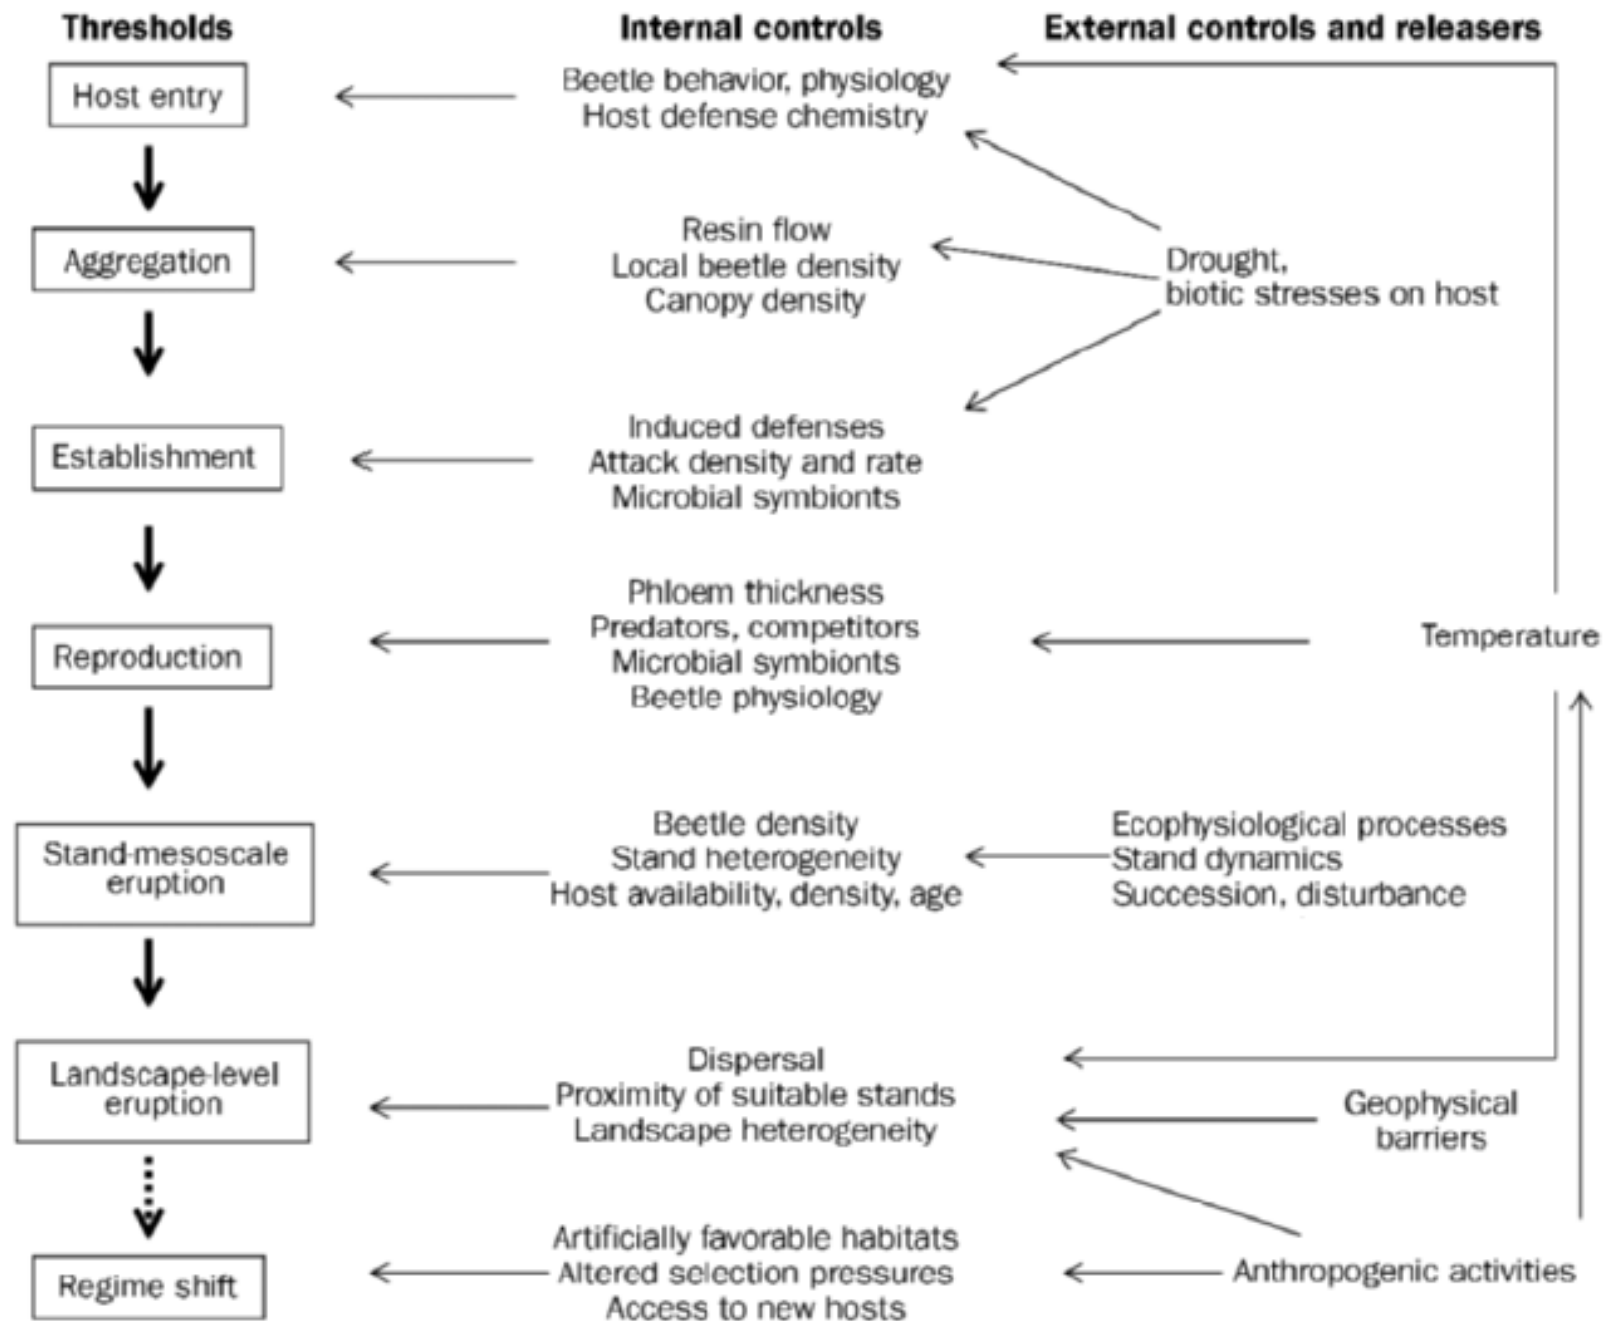 Thresholds
Internal controls
External controls and releasers
Host entry
Beetle behavior, physiology
Host defense chemistry
Aggregation
Resin flow
Local beetle density
Canopy density
Drought,
biotic stresses on host
Establishment
Induced defenses
Attack density and rate
Microbial symbionts
Reproduction
Phloem thickness
Predators, competitors
Microbial symbionts
Beetle physiology
Temperature
Stand-mesoscale
eruption
Beetle density
Stand heterogeneity
Host availability, density, age
Ecophysiological processes
Stand dynamics
Succession, disturbance
Landscape-level
eruption
Dispersal
Proximity of suitable stands
Landscape heterogeneity
Geophysical
barriers
Regime shift
Artificially favorable habitats
Altered selection pressures
Access to new hosts
Anthropogenic activities